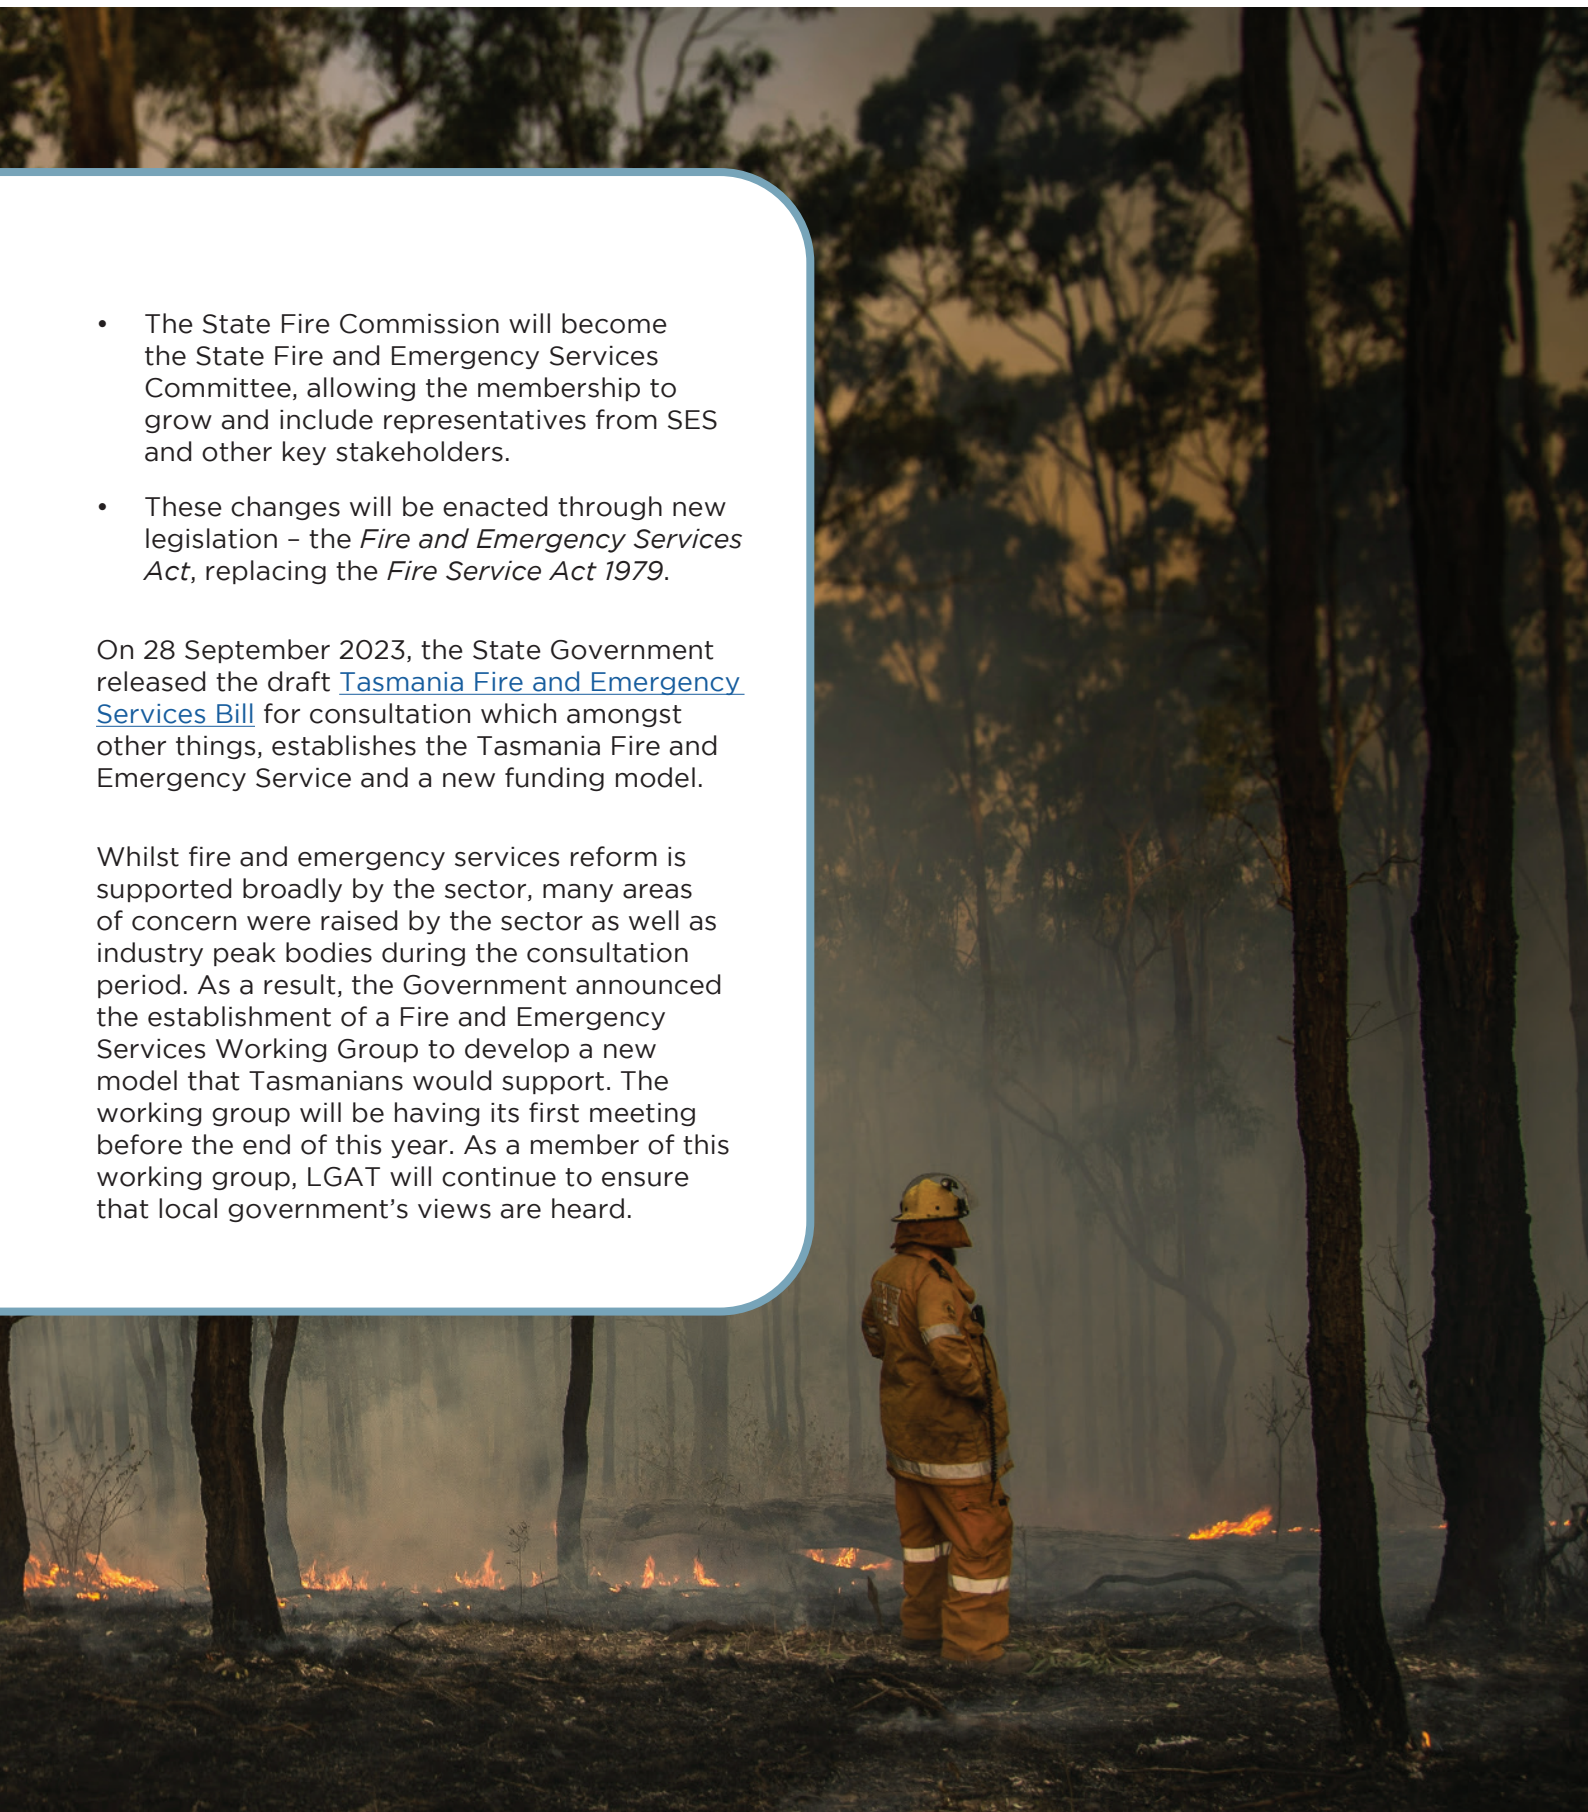 • The State Fire Commission will become
the State Fire and Emergency Services
Committee, allowing the membership to
grow and include representatives from SES
and other key stakeholders.
• These changes will be enacted through new
legislation – the Fire and Emergency Services
Act, replacing the Fire Service Act 1979.
On 28 September 2023, the State Government
released the draft Tasmania Fire and Emergency
Services Bill for consultation which amongst
other things, establishes the Tasmania Fire and
Emergency Service and a new funding model.
Whilst fire and emergency services reform is
supported broadly by the sector, many areas
of concern were raised by the sector as well as
industry peak bodies during the consultation
period. As a result, the Government announced
the establishment of a Fire and Emergency
Services Working Group to develop a new
model that Tasmanians would support. The
working group will be having its first meeting
before the end of this year. As a member of this
working group, LGAT will continue to ensure
that local government’s views are heard.